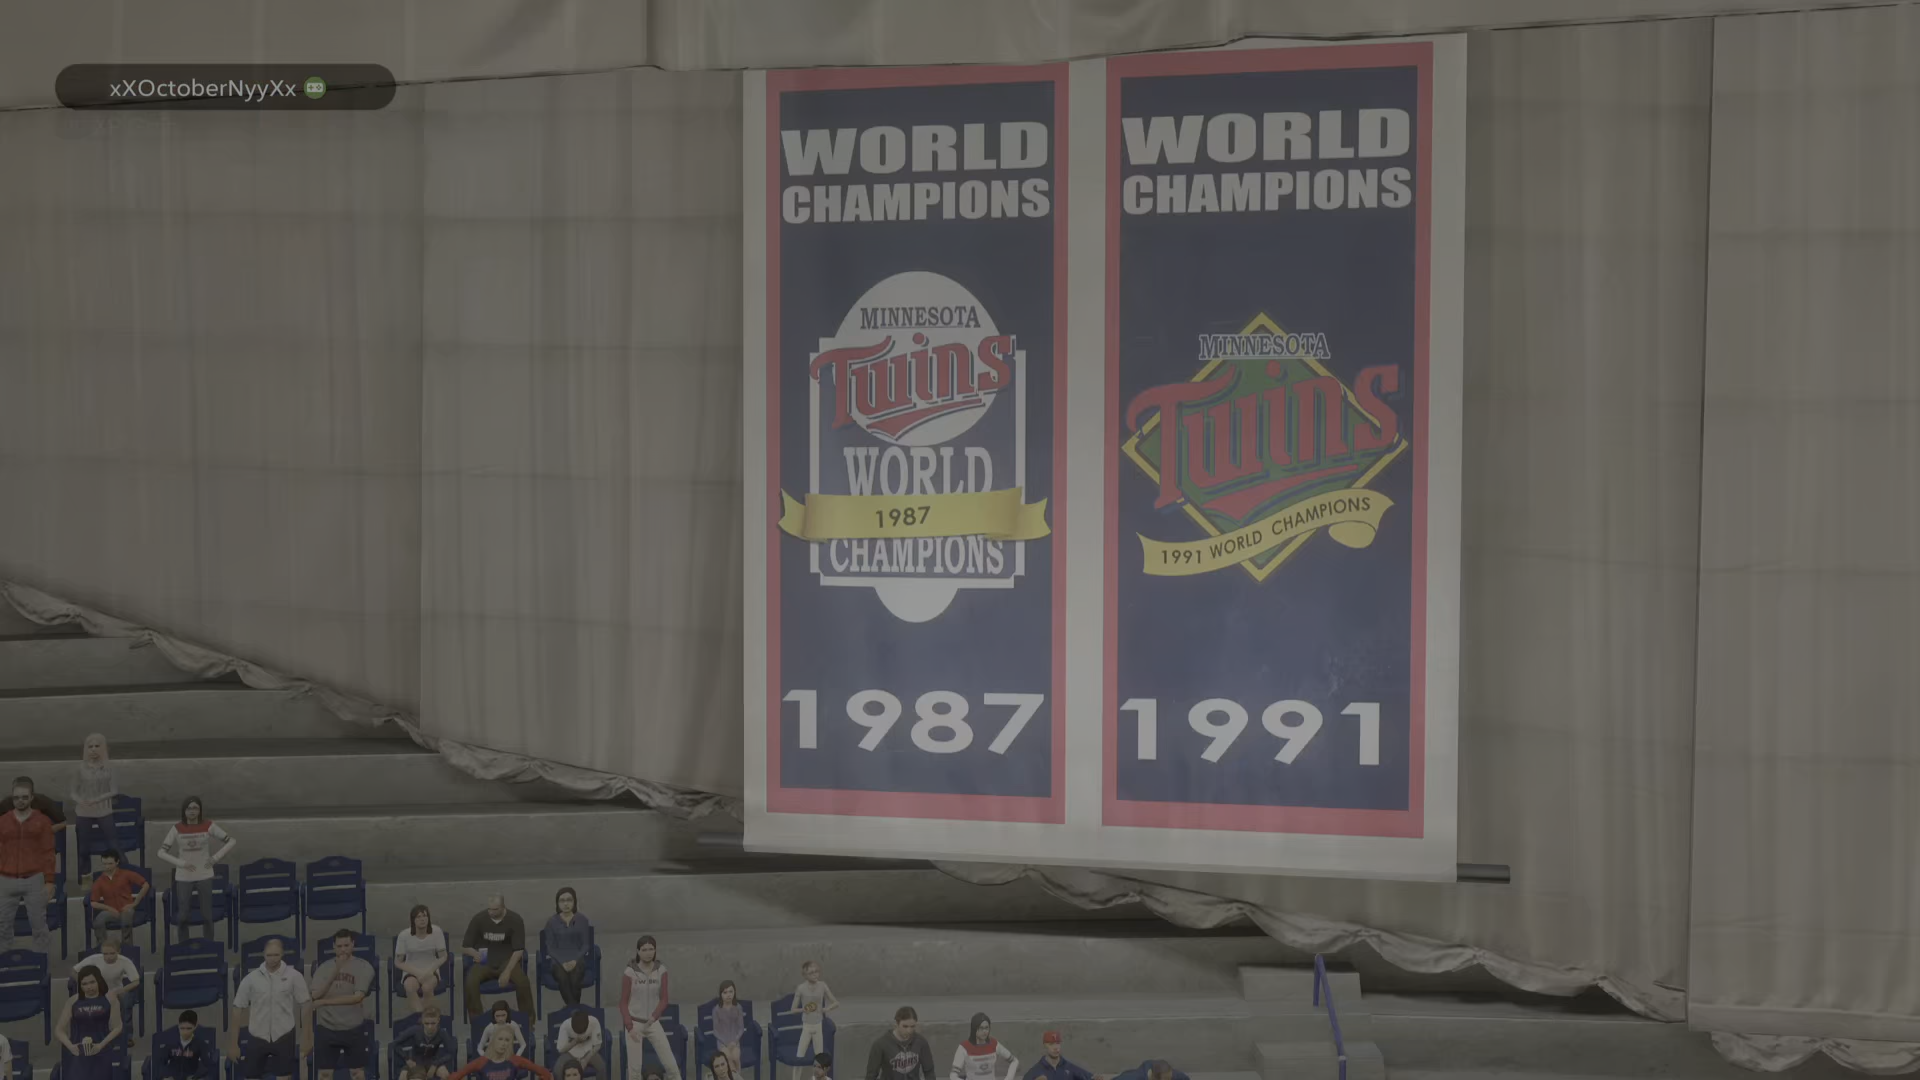 xXOctoberNyyXx
WORLD
CHAMPIONS
MINNESOTA
Twins
WORLD
1987
CHAMPIONS
1987
WORLD
CHAMPIONS
MINNESOTA
Twins
1991 WORLD CHAMPIONS
1991